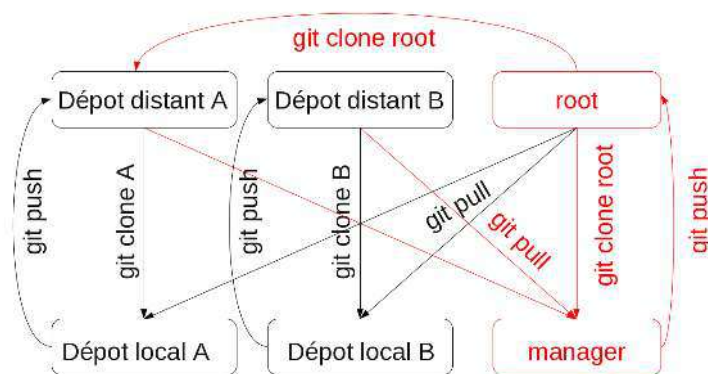 git clone root
Dépot distant A
Dépot distant B
root
git push
git clone A
git push
git clone B
git pull
git pull
git clone root
git push
Dépot local A
Dépot local B
manager